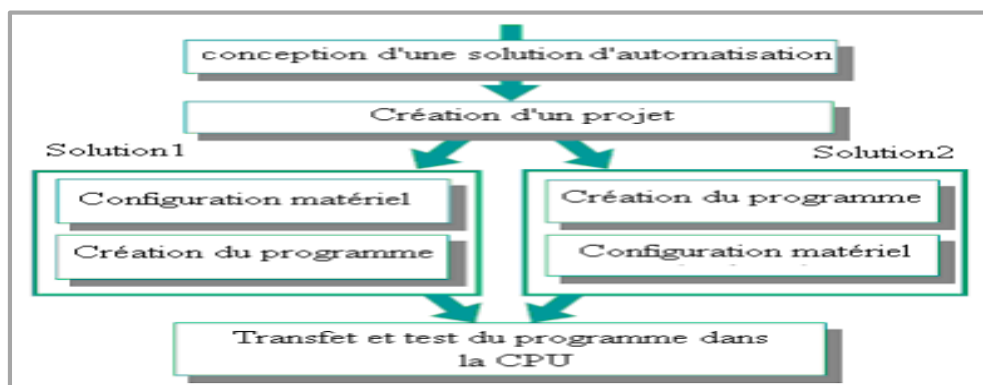 conception d'une solution d'automatisation
Création d'un projet
Solution1
Solution2
Configuration matériel
Création du programme
Création du programme
Configuration matériel
Transfet et test du programme dans
la CPU